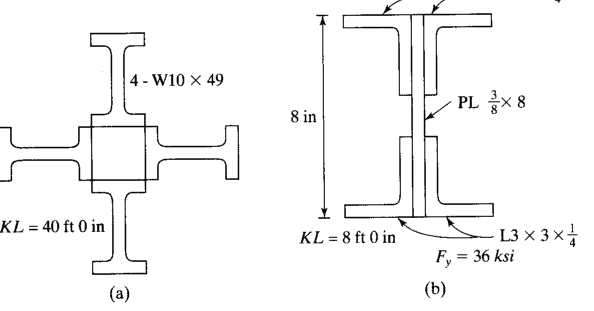 4 - W10 × 49
KL = 40 ft 0 in
(a)
8 in
PL 3/8 × 8
KL = 8 ft 0 in
L3 × 3 × 1/4
F_y = 36 ksi
(b)